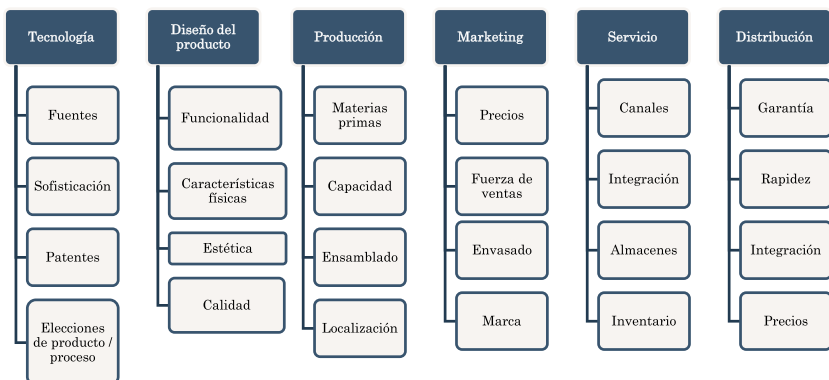 Tecnología
Fuentes
Sofisticación
Patentes
Elecciones
de producto /
proceso
Diseño del
producto
Funcionalidad
Características
físicas
Estética
Calidad
Producción
Materias
primas
Capacidad
Ensamblado
Localización
Marketing
Precios
Fuerza de
ventas
Envasado
Marca
Servicio
Canales
Integración
Almacenes
Inventario
Distribución
Garantía
Rapidez
Integración
Precios